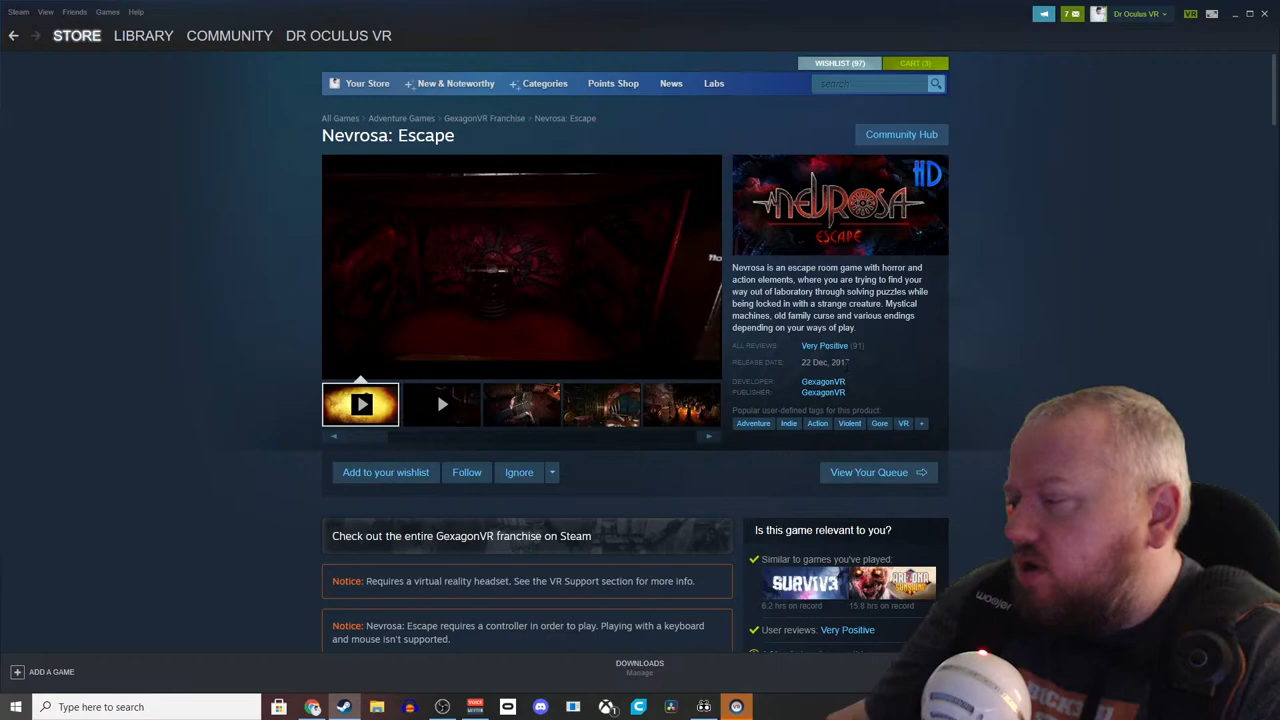 Steam View Friends Games Help
7
Dr Oculus VR
VR
STORE LIBRARY COMMUNITY DR OCULUS VR
WISHLIST (97) CART (3)
Your Store New & Noteworthy Categories Points Shop News Labs search
All Games > Adventure Games > GexagonVR Franchise > Nevrosa: Escape
Nevrosa: Escape
Community Hub
HD
NEVROSA
ESCAPE
Nevrosa is an escape room game with horror and
action elements, where you are trying to find your
way out of laboratory through solving puzzles while
being locked in with a strange creature. Mystical
machines, old family curse and various endings
depending on your ways of play.
ALL REVIEWS: Very Positive (91)
RELEASE DATE: 22 Dec, 2017
DEVELOPER: GexagonVR
PUBLISHER: GexagonVR
Popular user-defined tags for this product:
Adventure Indie Action Violent Gore VR +
Add to your wishlist Follow Ignore View Your Queue
Check out the entire GexagonVR franchise on Steam
Is this game relevant to you?
Similar to games you've played:
SURVIV3 ARIZONA SUNSHINE
6.2 hrs on record 15.8 hrs on record
Notice: Requires a virtual reality headset. See the VR Support section for more info.
Notice: Nevrosa: Escape requires a controller in order to play. Playing with a keyboard
and mouse isn't supported.
User reviews: Very Positive
ADD A GAME
DOWNLOADS
Manage
Type here to search